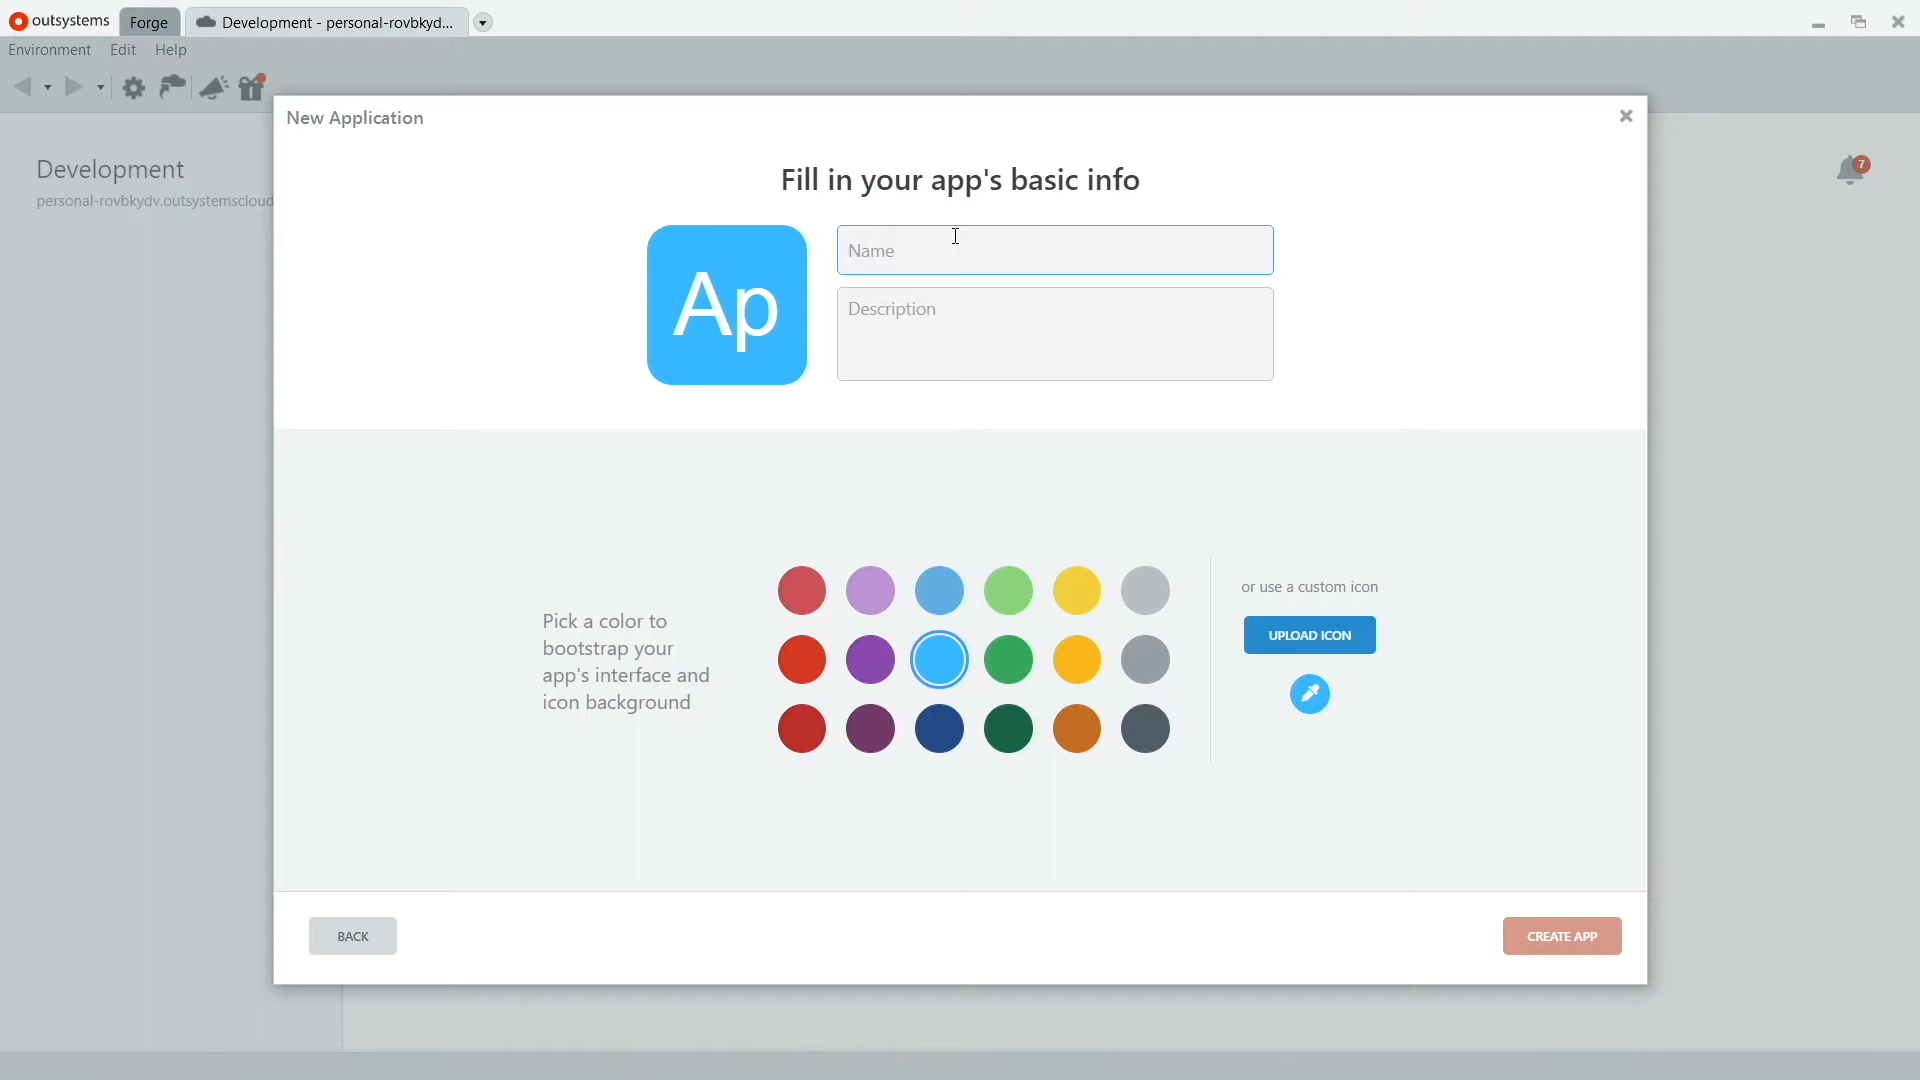 outsystems
Forge
Development - personal-rovbkyd...
Environment
Edit
Help
New Application
Development
personal-rovbkydv.outsystemscloud
7
Fill in your app's basic info
Ap
Name
Description
Pick a color to
bootstrap your
app's interface and
icon background
or use a custom icon
UPLOAD ICON
BACK
CREATE APP